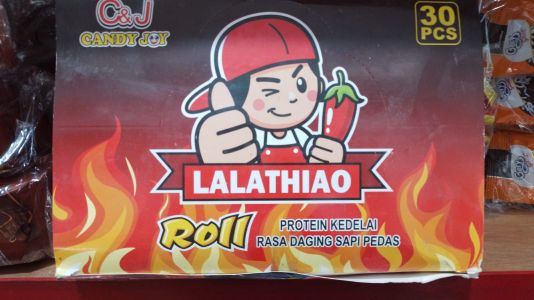 C&J
CANDY JOY
30
PCS
LALATHIAO
Roll
PROTEIN KEDELAI
RASA DAGING SAPI PEDAS